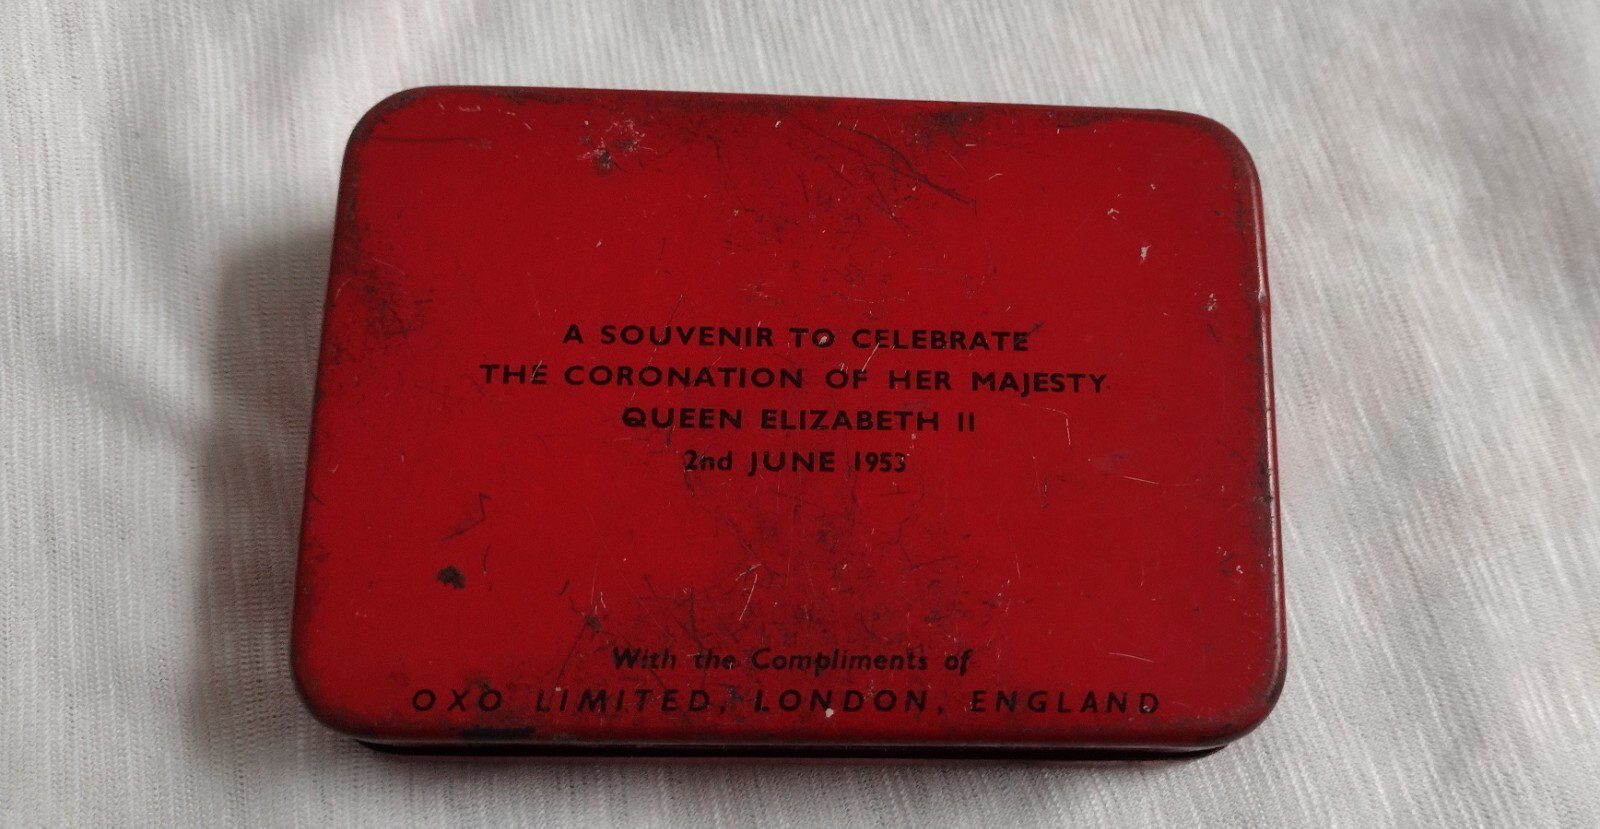 A SOUVENIR TO CELEBRATE
THE CORONATION OF HER MAJESTY
QUEEN ELIZABETH II
2nd JUNE 1953
With the Compliments of
OXO LIMITED, LONDON, ENGLAND